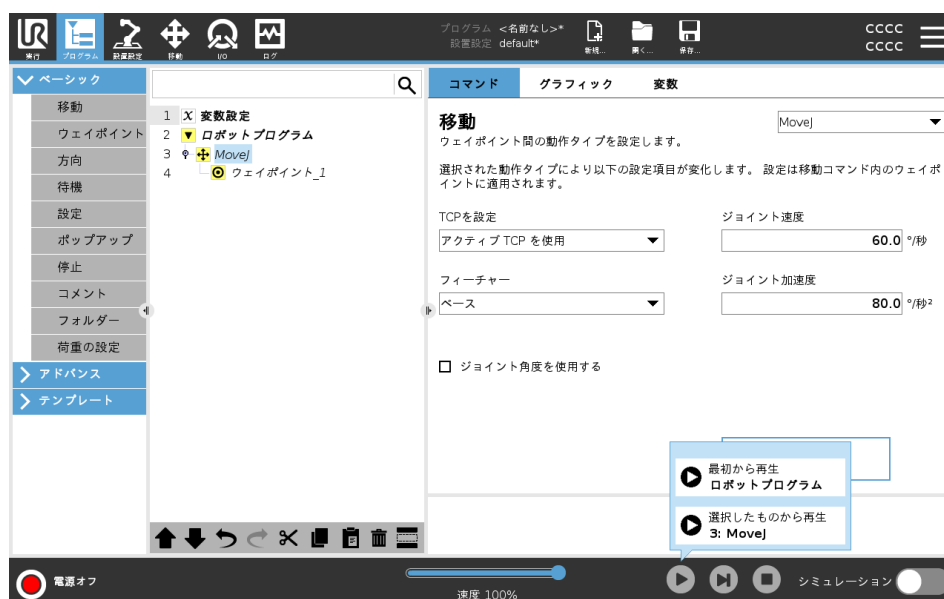 UR
実行
プログラム
設置設定
移動
I/O
ログ
プログラム <名前なし>*
設置設定 default*
新規...
開く...
保存...
cccc
cccc
ベーシック
移動
ウェイポイント
方向
待機
設定
ポップアップ
停止
コメント
フォルダー
荷重の設定
アドバンス
テンプレート
1 X 変数設定
2 ロボットプログラム
3 MoveJ
4 ウェイポイント_1
コマンド
グラフィック
変数
移動
MoveJ
ウェイポイント間の動作タイプを設定します。
選択された動作タイプにより以下の設定項目が変化します。 設定は移動コマンド内のウェイポ
イントに適用されます。
TCPを設定
ジョイント速度
アクティブ TCP を使用
60.0 °/秒
フィーチャー
ジョイント加速度
ベース
80.0 °/秒²
ジョイント角度を使用する
最初から再生
ロボットプログラム
選択したものから再生
3: MoveJ
電源オフ
速度 100%
シミュレーション